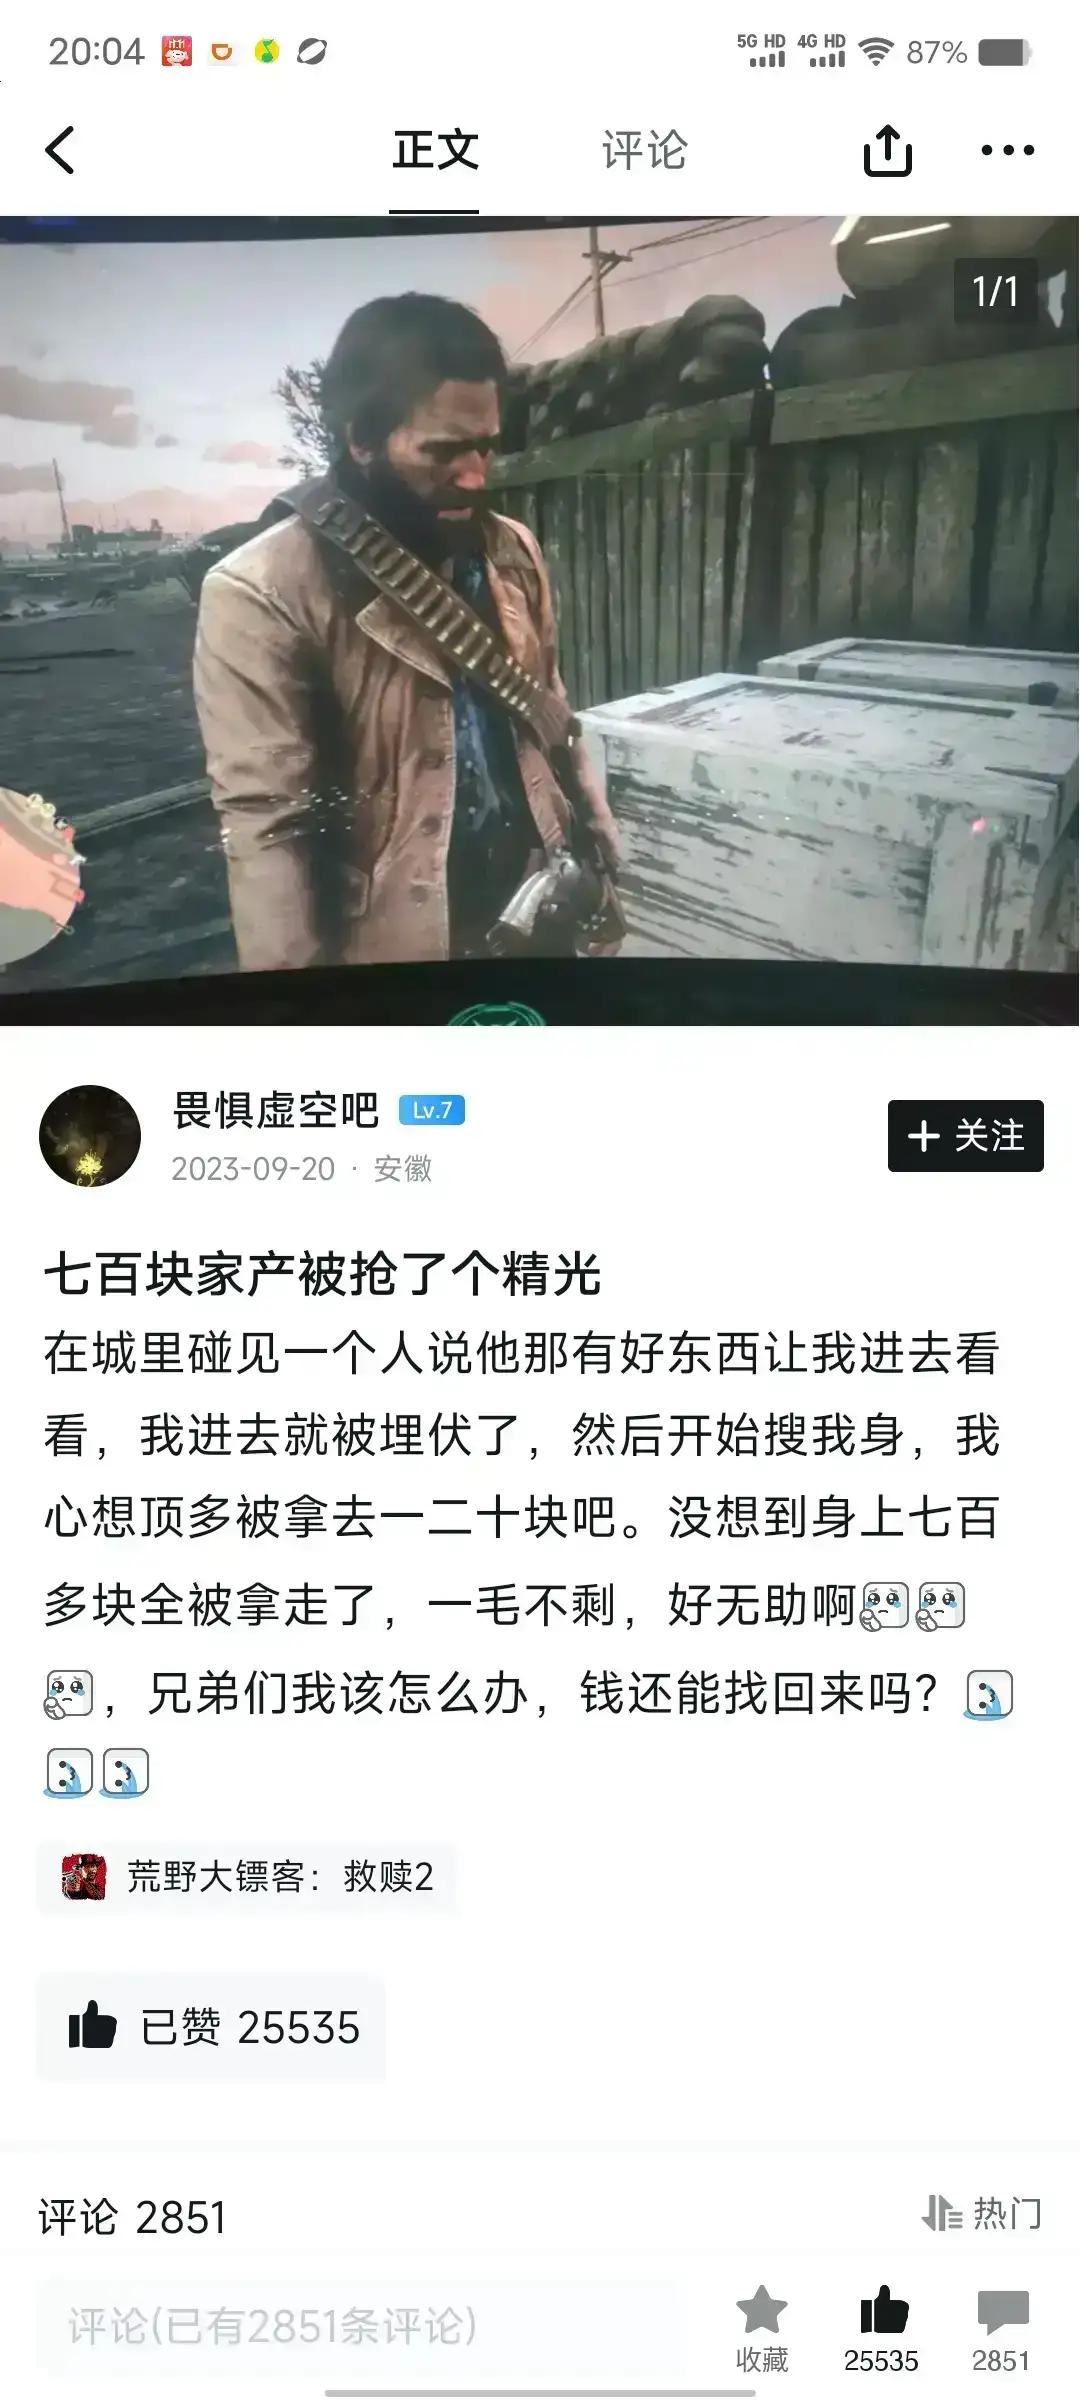 20:04
5G HD 4G HD 87%
正文 评论
1/1
畏惧虚空吧 Lv.7
2023-09-20 · 安徽
+ 关注
七百块家产被抢了个精光
在城里碰见一个人说他那有好东西让我进去看
看，我进去就被埋伏了，然后开始搜我身，我
心想顶多被拿去一二十块吧。没想到身上七百
多块全被拿走了，一毛不剩，好无助啊
，兄弟们我该怎么办，钱还能找回来吗？
荒野大镖客：救赎2
已赞 25535
评论 2851
热门
评论(已有2851条评论)
收藏 25535 2851